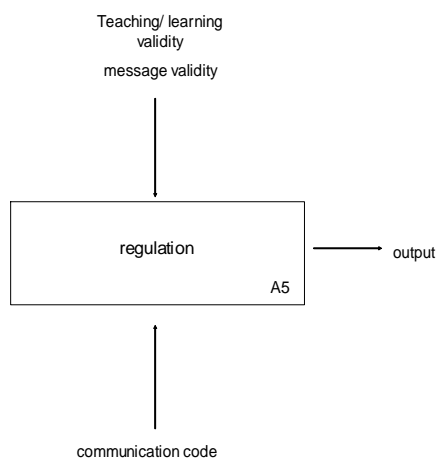 Teaching/ learning
validity
message validity
regulation
A5
output
communication code